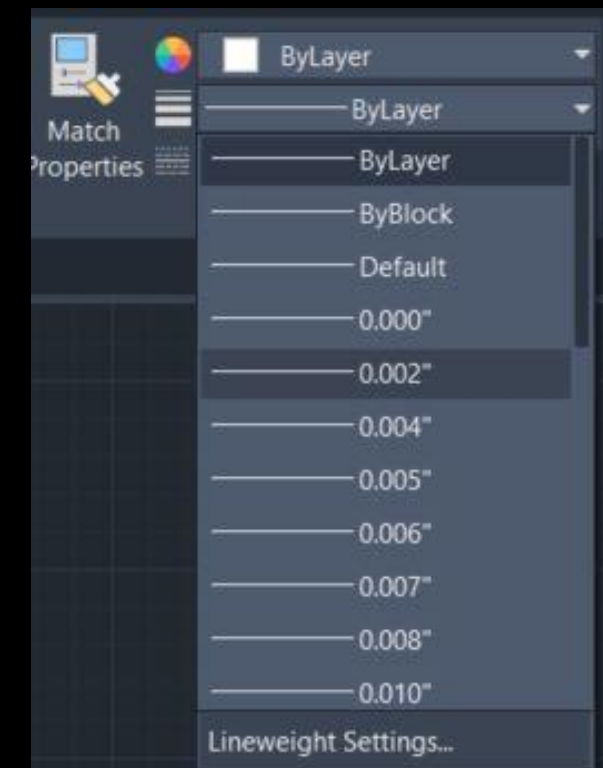 ByLayer
ByLayer
Match
Properties
ByLayer
ByBlock
Default
0.000"
0.002"
0.004"
0.005"
0.006"
0.007"
0.008"
0.010"
Lineweight Settings...